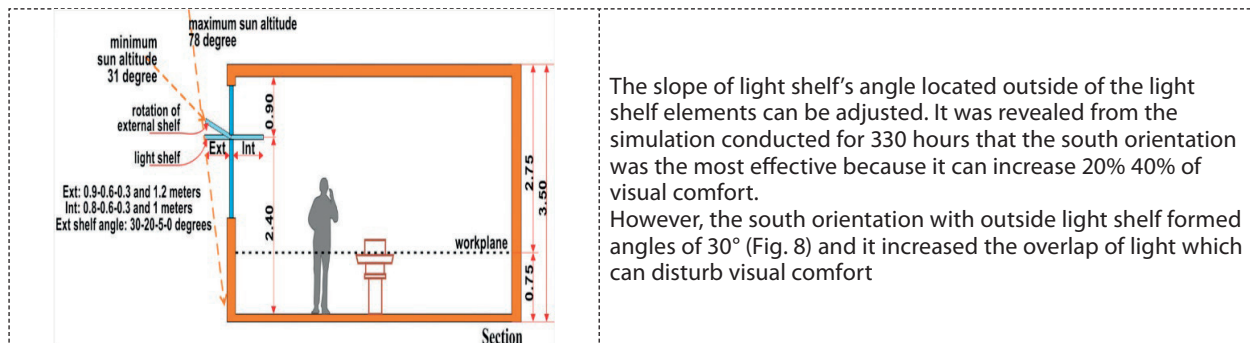 maximum sun altitude
78 degree
minimum
sun altitude
31 degree
rotation of
external shelf
light shelf
Ext
Int
Ext: 0.9-0.6-0.3 and 1.2 meters
Int: 0.8-0.6-0.3 and 1 meters
Ext shelf angle: 30-20-5-0 degrees
0.90
2.40
workplane
2.75
3.50
0.75
Section
The slope of light shelf’s angle located outside of the light
shelf elements can be adjusted. It was revealed from the
simulation conducted for 330 hours that the south orientation
was the most effective because it can increase 20% 40% of
visual comfort.
However, the south orientation with outside light shelf formed
angles of 30° (Fig. 8) and it increased the overlap of light which
can disturb visual comfort